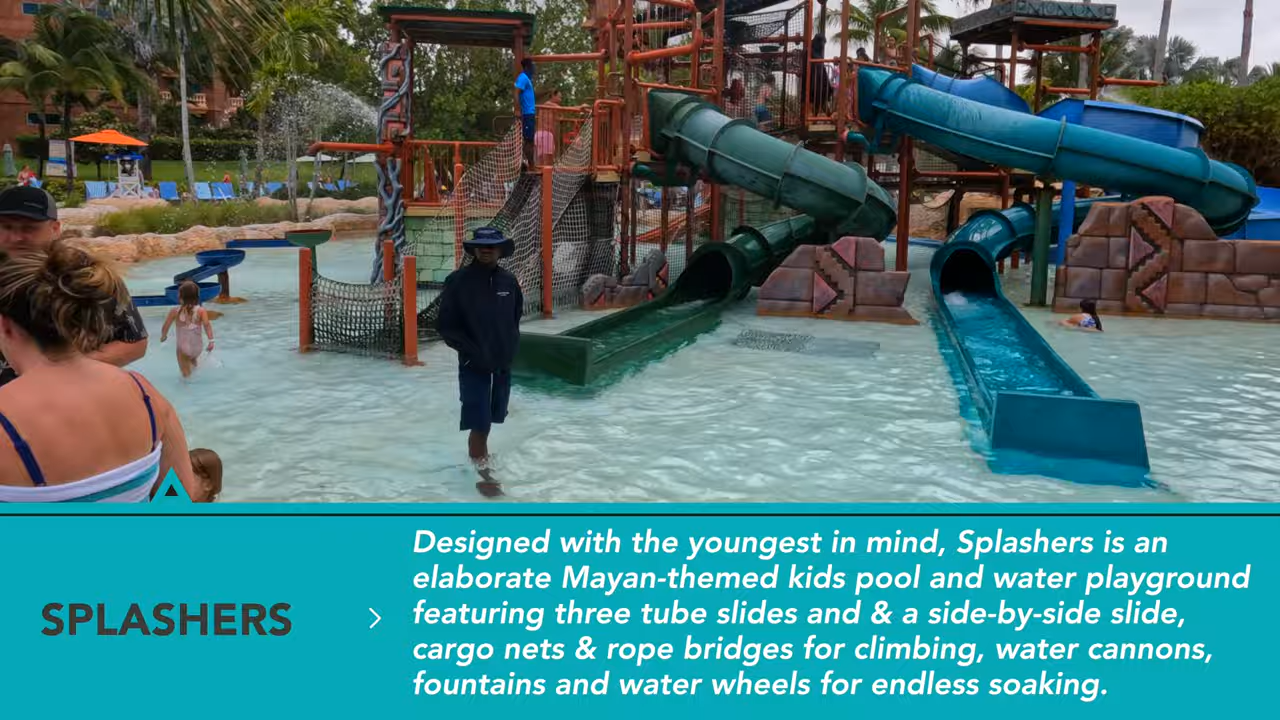 SPLASHERS
Designed with the youngest in mind, Splashers is an
elaborate Mayan-themed kids pool and water playground
featuring three tube slides and & a side-by-side slide,
cargo nets & rope bridges for climbing, water cannons,
fountains and water wheels for endless soaking.